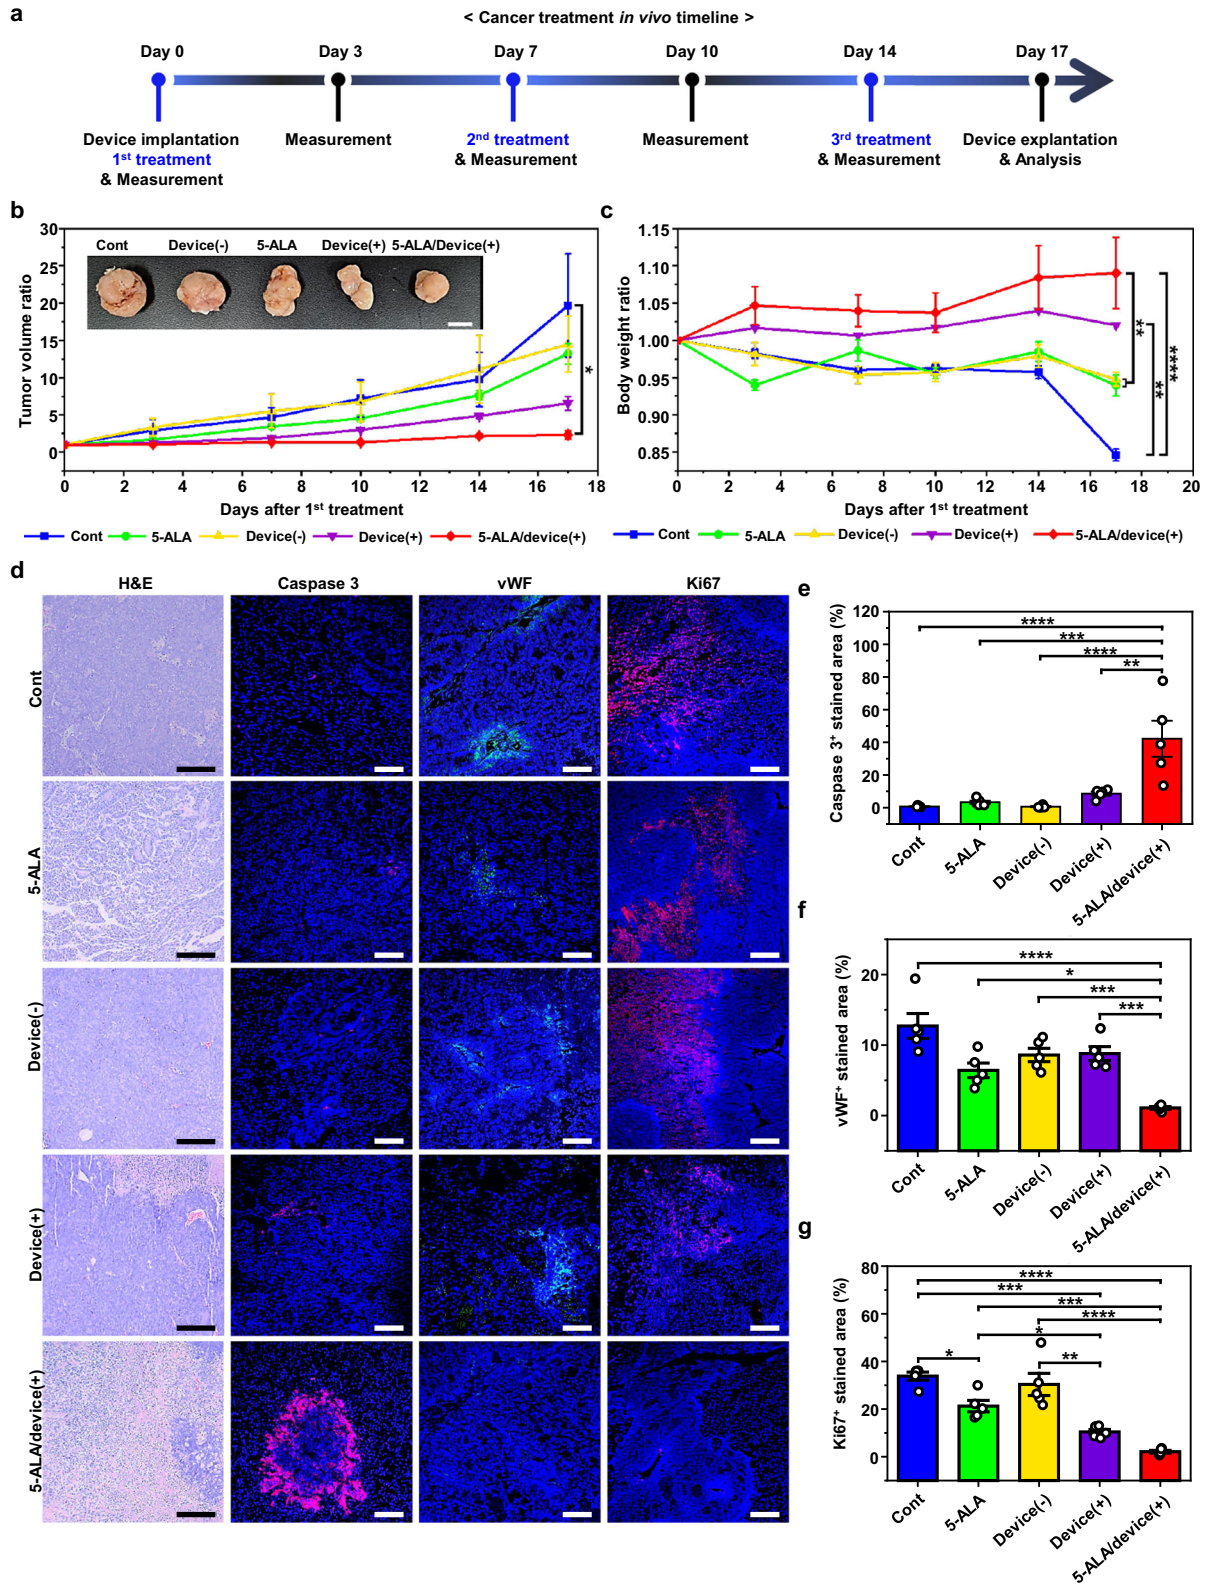 a
< Cancer treatment in vivo timeline >
Day 0 Day 3 Day 7 Day 10 Day 14 Day 17
Device implantation
1st treatment
& Measurement
Measurement
2nd treatment
& Measurement
Measurement
3rd treatment
& Measurement
Device explantation
& Analysis
b
Tumor volume ratio
30
25
20
15
10
5
0
Cont Device(-) 5-ALA Device(+) 5-ALA/Device(+)
*
0 2 4 6 8 10 12 14 16 18
Days after 1st treatment
Cont 5-ALA Device(-) Device(+) 5-ALA/device(+)
c
Body weight ratio
1.15
1.10
1.05
1.00
0.95
0.90
0.85
**
**
****
0 2 4 6 8 10 12 14 16 18 20
Days after 1st treatment
Cont 5-ALA Device(-) Device(+) 5-ALA/device(+)
d
H&E Caspase 3 vWF Ki67
Cont
5-ALA
Device(-)
Device(+)
5-ALA/device(+)
e
Caspase 3+ stained area (%)
120
100
80
60
40
20
0
****
***
****
**
Cont 5-ALA Device(-) Device(+) 5-ALA/device(+)
f
vWF+ stained area (%)
20
10
0
****
*
***
***
Cont 5-ALA Device(-) Device(+) 5-ALA/device(+)
g
Ki67+ stained area (%)
80
60
40
20
0
****
***
***
****
*
*
**
Cont 5-ALA Device(-) Device(+) 5-ALA/device(+)